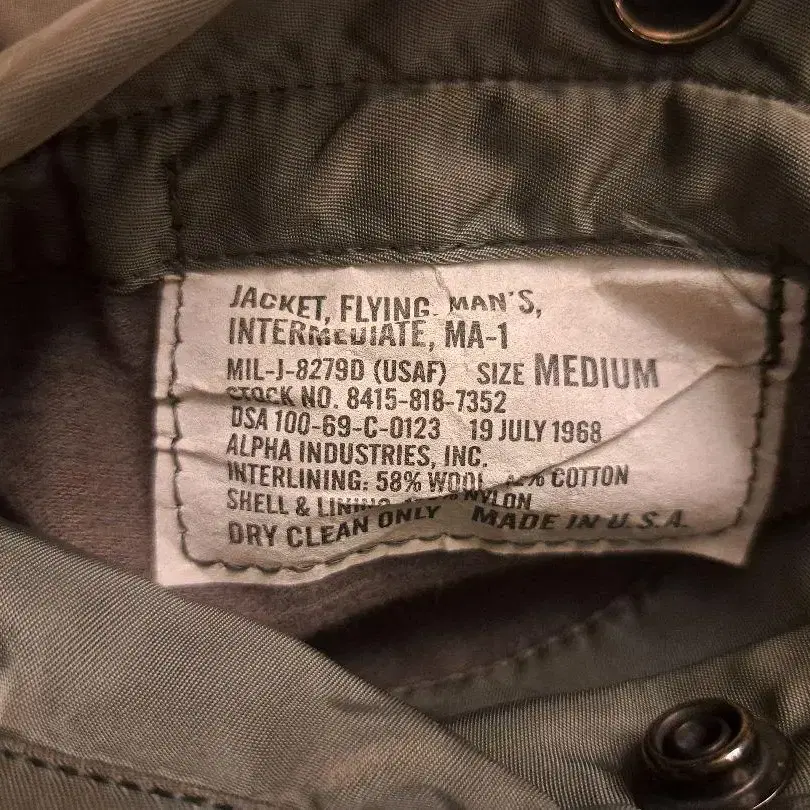 JACKET, FLYING. MAN'S,
INTERMEDIATE, MA-1
MIL-J-8279D (USAF) SIZE MEDIUM
STOCK NO. 8415-818-7352
DSA 100-69-C-0123 19 JULY 1968
ALPHA INDUSTRIES, INC.
INTERLINING: 58% WOOL COTTON
SHELL & LINING NYLON
DRY CLEAN ONLY MADE IN U.S.A.